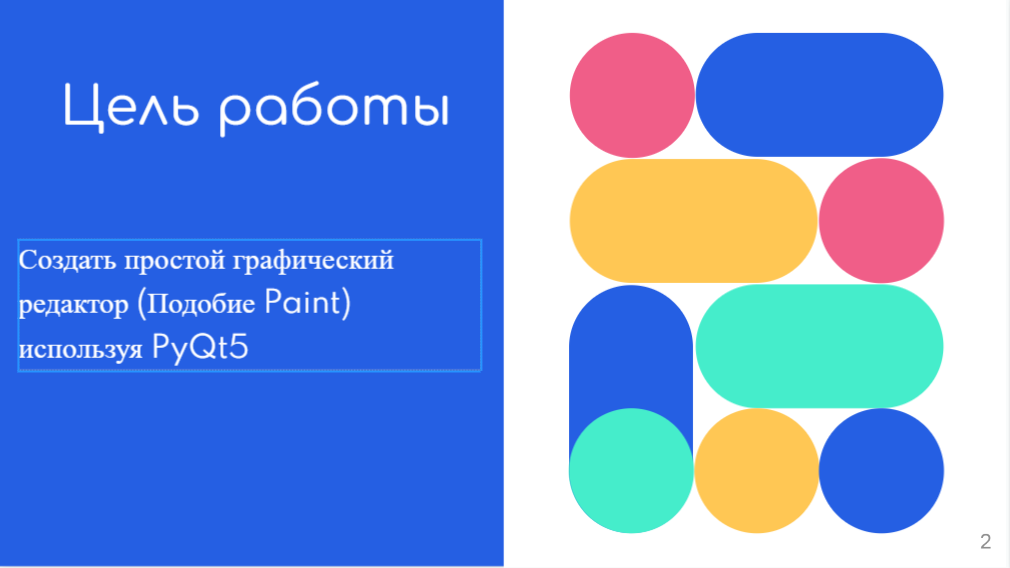 Цель работы
Создать простой графический
редактор (Подобие Paint)
используя PyQt5
2